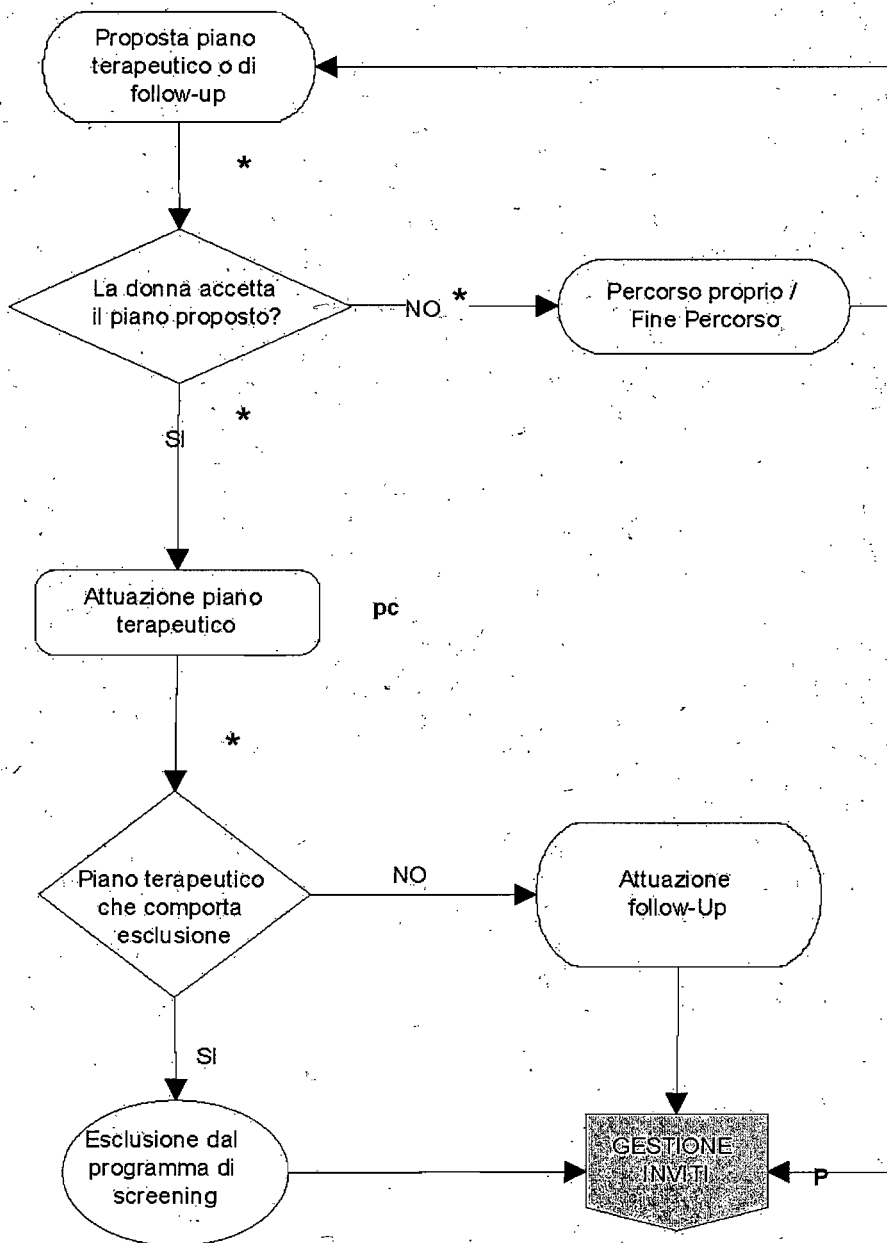 Proposta piano
terapeutico o di
follow-up
*
La donna accetta
il piano proposto?
NO *
Percorso proprio /
Fine Percorso
*
SI
Attuazione piano
terapeutico
pc
*
Piano terapeutico
che comporta
esclusione
NO
Attuazione
follow-Up
SI
Esclusione dal
programma di
screening
GESTIONE
INVITI
P